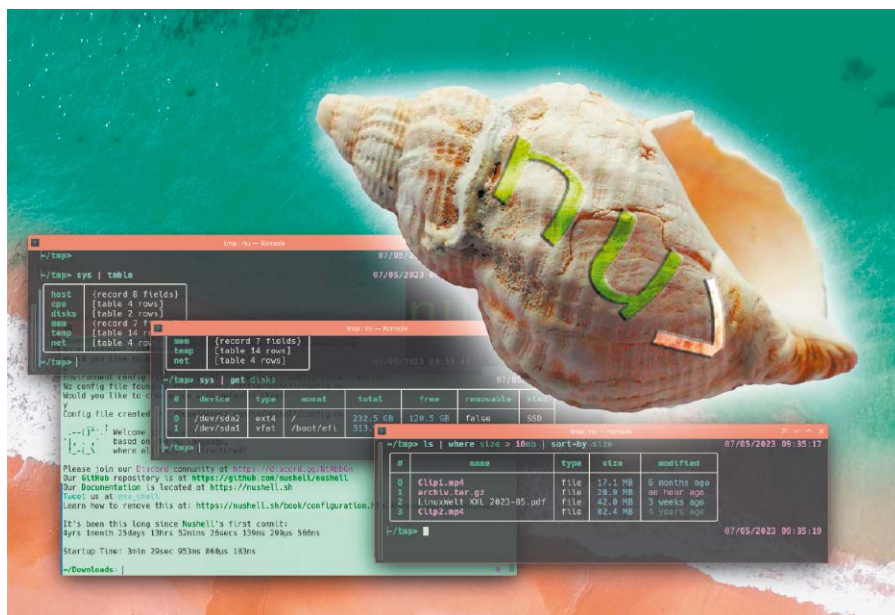 nu
tmp: nu — Konsole
~/tmp>
~/tmp> sys | table
host {record 8 fields}
cpu [table 4 rows]
disks [table 2 rows]
mem {record 7
temp [table 14
net [table 4
~/tmp>
tmp: nu — Konsole
mem {record 7 fields}
temp [table 14 rows]
net [table 4 rows]
~/tmp> sys | get disks
# device type mount total free removable kind
0 /dev/sda2 ext4 / 232.5 GB 120.5 GB false SSD
1 /dev/sda1 vfat /boot/efi
~/tmp>
tmp: nu — Konsole
~/tmp> ls | where size > 10mb | sort-by size 07/05/2023 09:35:17
# name type size modified
0 Clip1.mp4 file 17.1 MB 6 months ago
1 archiv.tar.gz file 20.9 MB an hour ago
2 LinuxWelt XXL 2023-05.pdf file 42.0 MB 3 weeks ago
3 Clip2.mp4 file 82.4 MB 4 years ago
~/tmp> 07/05/2023 09:35:19
No config file found
Would you like to
y
Config file created
Welcome
based on
where all
Please join our Discord community at
Our GitHub repository is at https://github.com/nushell/nushell
Our Documentation is located at https://nushell.sh
Tweet us at @nu_shell
Learn how to remove this at: https://nushell.sh/book/configuration.
It's been this long since Nushell's first commit:
4yrs 1month 25days 13hrs 52mins 26secs 139ms 299µs 566ns
Startup Time: 3min 29sec 953ms 860µs 183ns
~/Downloads>